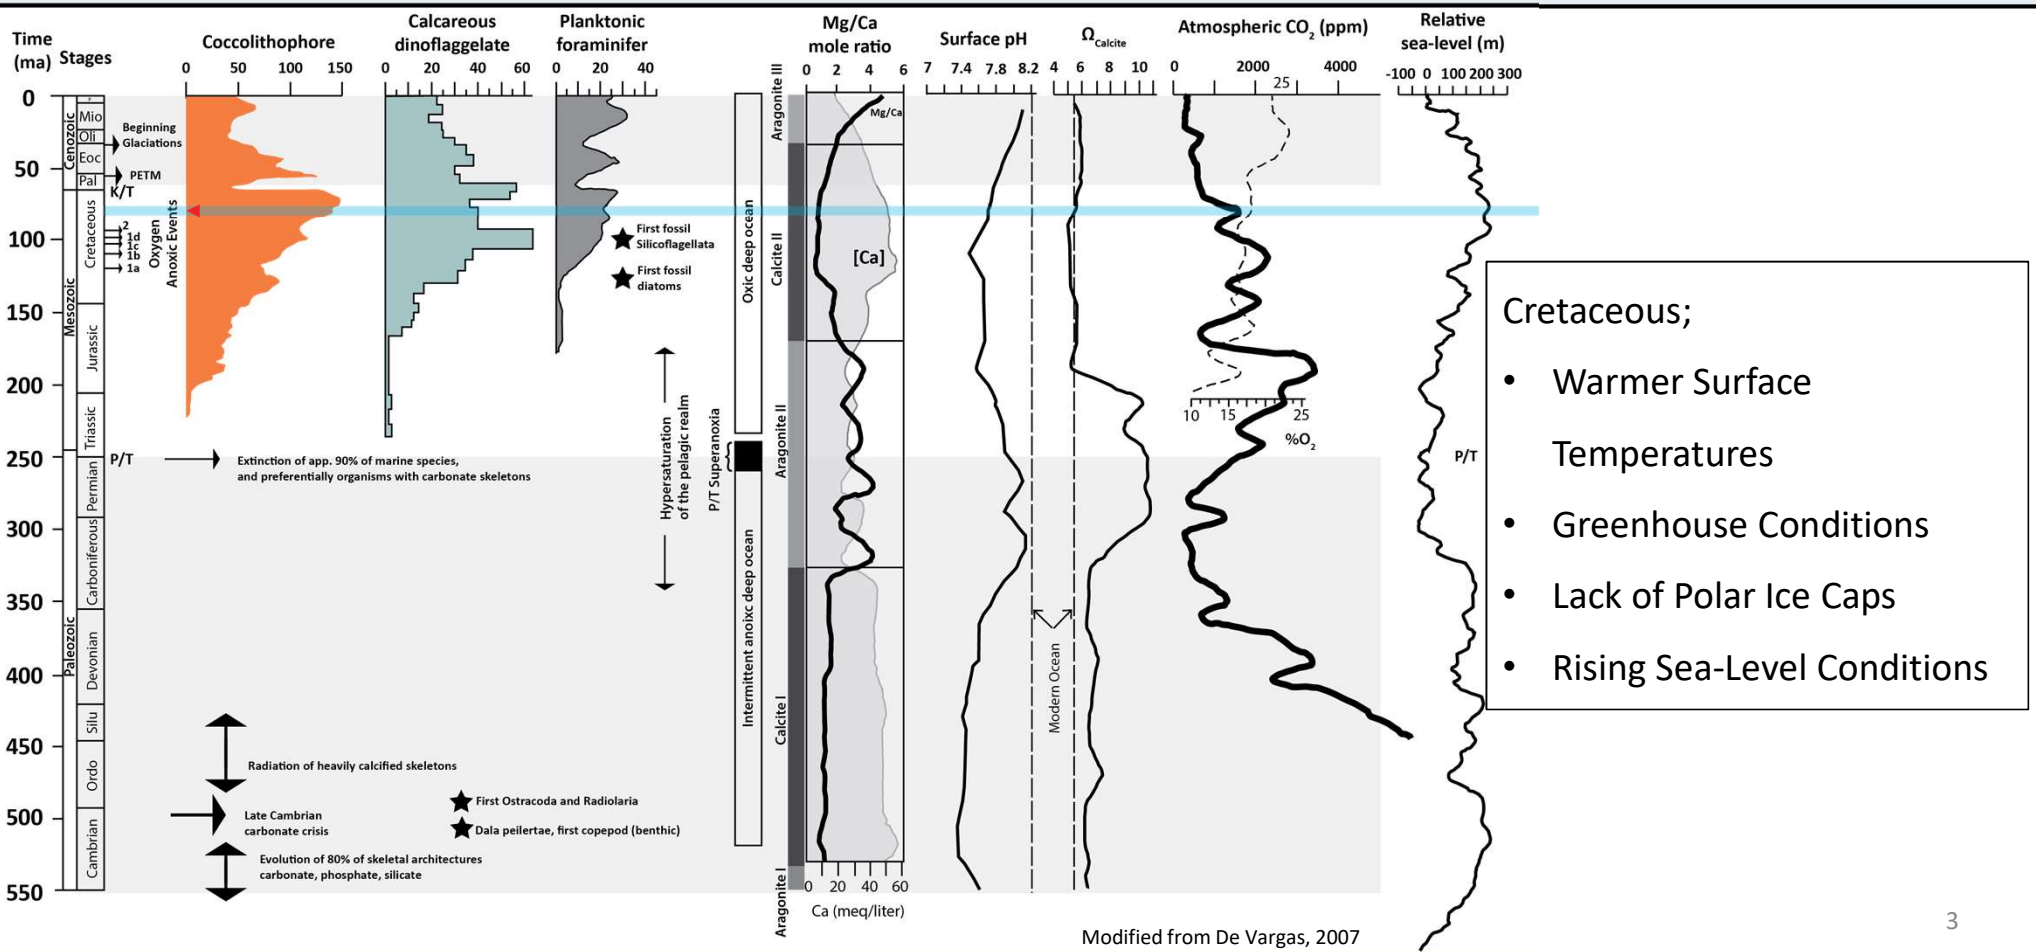 Time
(ma)
Stages
Coccolithophore
0 50 100 150
Calcareous
dinoflaggelate
0 20 40 60
Planktonic
foraminifer
0 20 40
Mg/Ca
mole ratio
0 2 4 6
Surface pH
7 7.4 7.8 8.2
ΩCalcite
4 6 8 10
Atmospheric CO2 (ppm)
0 2000 4000
25
Relative
sea-level (m)
-100 0 100 200 300
0
50
100
150
200
250
300
350
400
450
500
550
Cenozoic
Mesozoic
Paleozoic
Mio
Oli
Eoc
Pal
Cretaceous
Jurassic
Triassic
Permian
Carboniferous
Devonian
Silu
Ordo
Cambrian
Beginning
Glaciations
PETM
K/T
2
1d
1c
1b
1a
Oxygen
Anoxic Events
First fossil
Silicoflagellata
First fossil
diatoms
P/T
Extinction of app. 90% of marine species,
and preferentially organisms with carbonate skeletons
Hypersaturation
of the pelagic realm
P/T Superanoxia
Radiation of heavily calcified skeletons
Late Cambrian
carbonate crisis
First Ostracoda and Radiolaria
Dala peilertae, first copepod (benthic)
Evolution of 80% of skeletal architectures
carbonate, phosphate, silicate
Oxic deep ocean
Intermittent anoixc deep ocean
Aragonite III
Calcite II
Aragonite II
Calcite I
Aragonite I
Mg/Ca
[Ca]
0 20 40 60
Ca (meq/liter)
Modern Ocean
10 15 25
%O2
P/T
Cretaceous;
• Warmer Surface
Temperatures
• Greenhouse Conditions
• Lack of Polar Ice Caps
• Rising Sea-Level Conditions
Modified from De Vargas, 2007
3